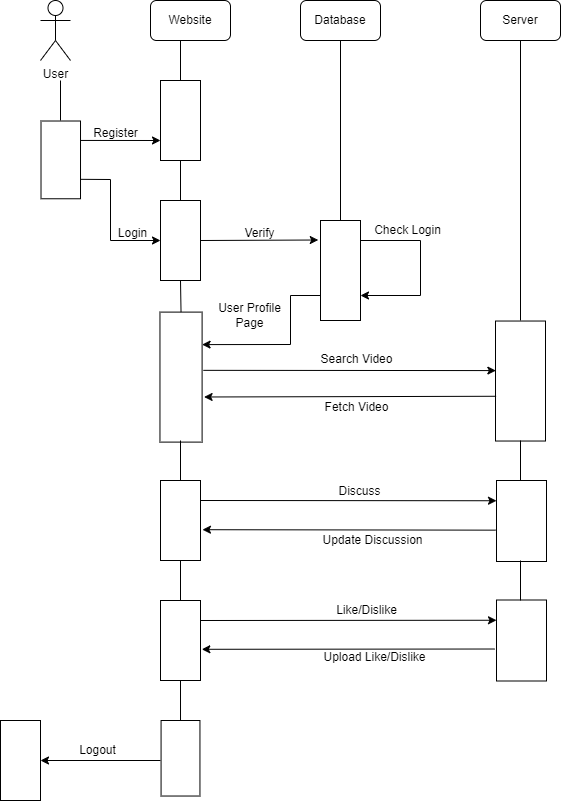 Website
Database
Server
User
Register
Login
Verify
Check Login
User Profile
Page
Search Video
Fetch Video
Discuss
Update Discussion
Like/Dislike
Upload Like/Dislike
Logout